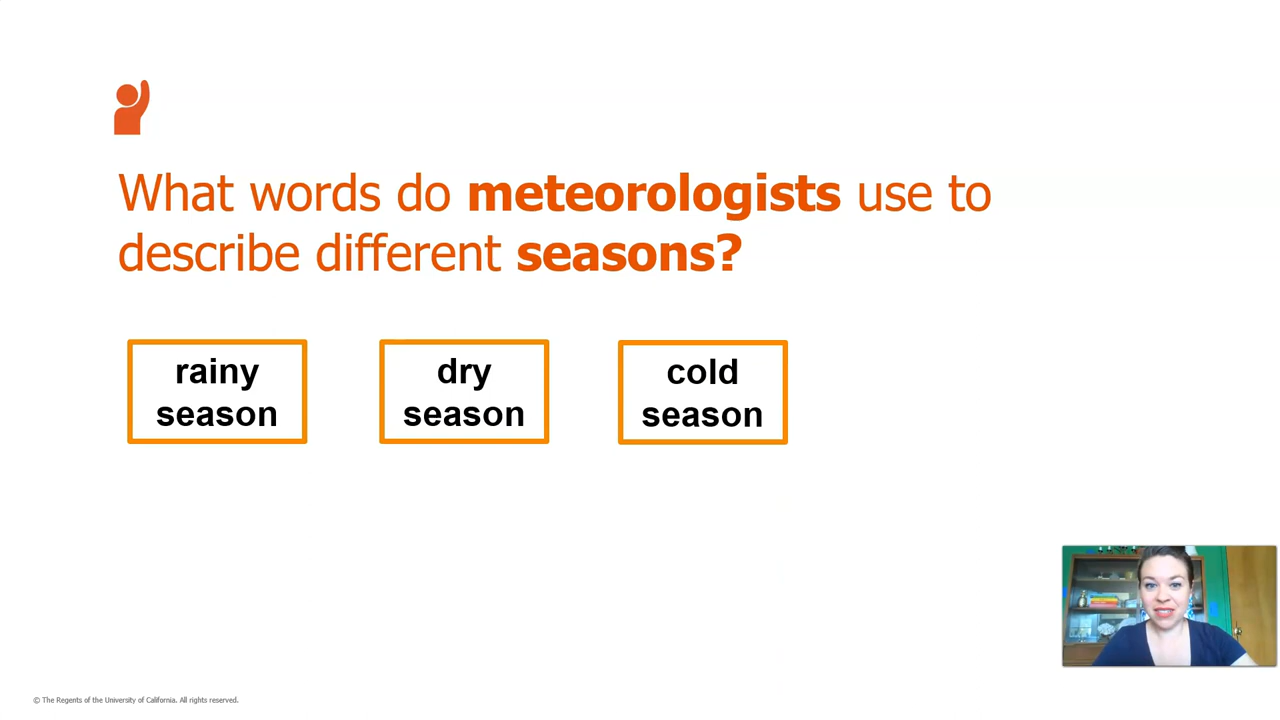 What words do meteorologists use to
describe different seasons?
rainy
season
dry
season
cold
season
© The Regents of the University of California. All rights reserved.